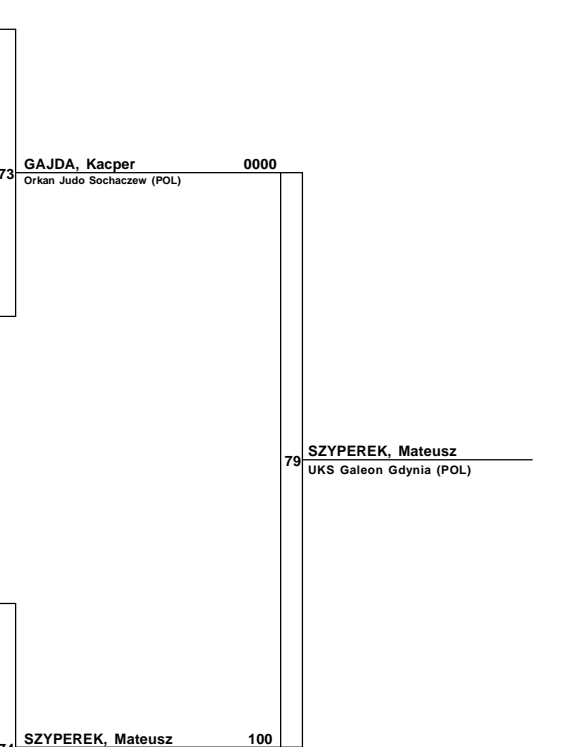 GAJDA, Kacper 0000
73
Orkan Judo Sochaczew (POL)
SZYPEREK, Mateusz
79
UKS Galeon Gdynia (POL)
SZYPEREK, Mateusz 100